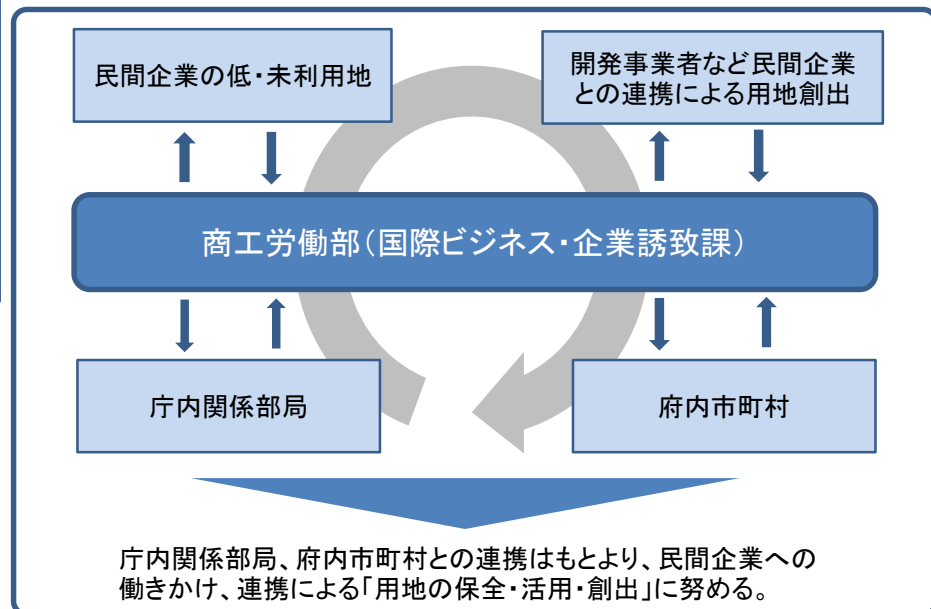 民間企業の低・未利用地
開発事業者など民間企業
との連携による用地創出
商工労働部(国際ビジネス・企業誘致課)
庁内関係部局
府内市町村
庁内関係部局、府内市町村との連携はもとより、民間企業への
働きかけ、連携による「用地の保全・活用・創出」に努める。